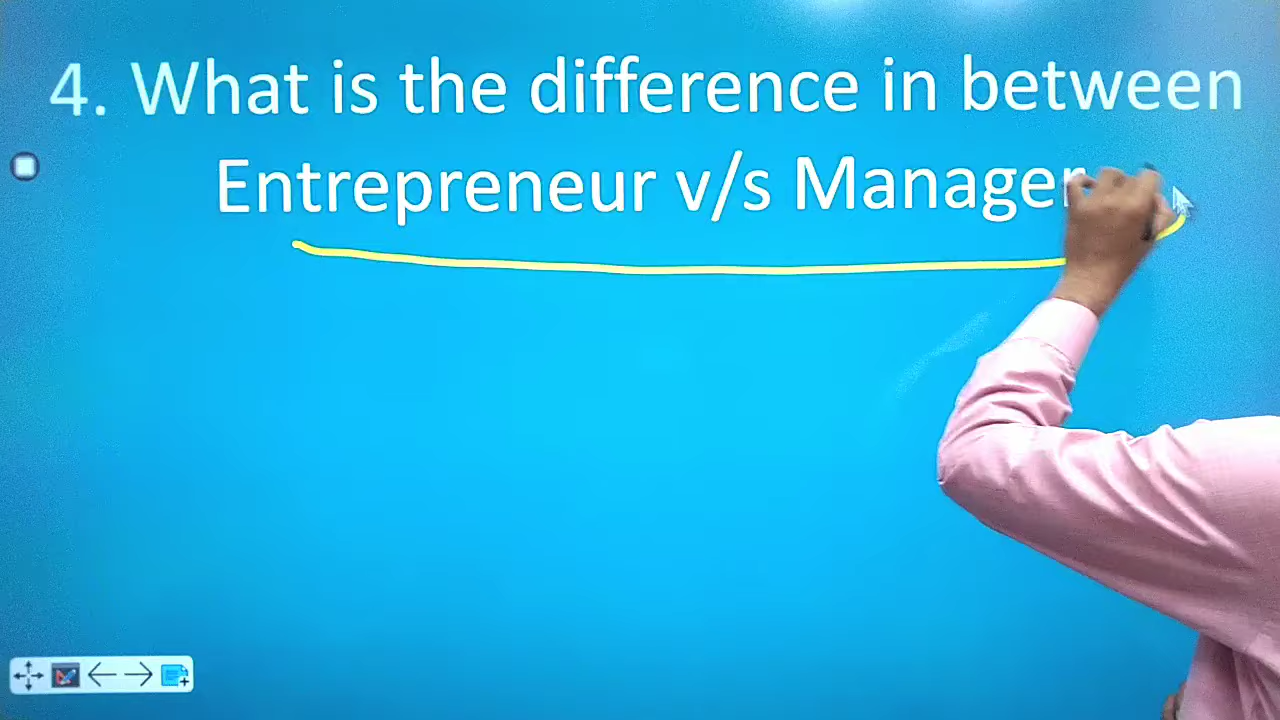 4. What is the difference in between
Entrepreneur v/s Manager